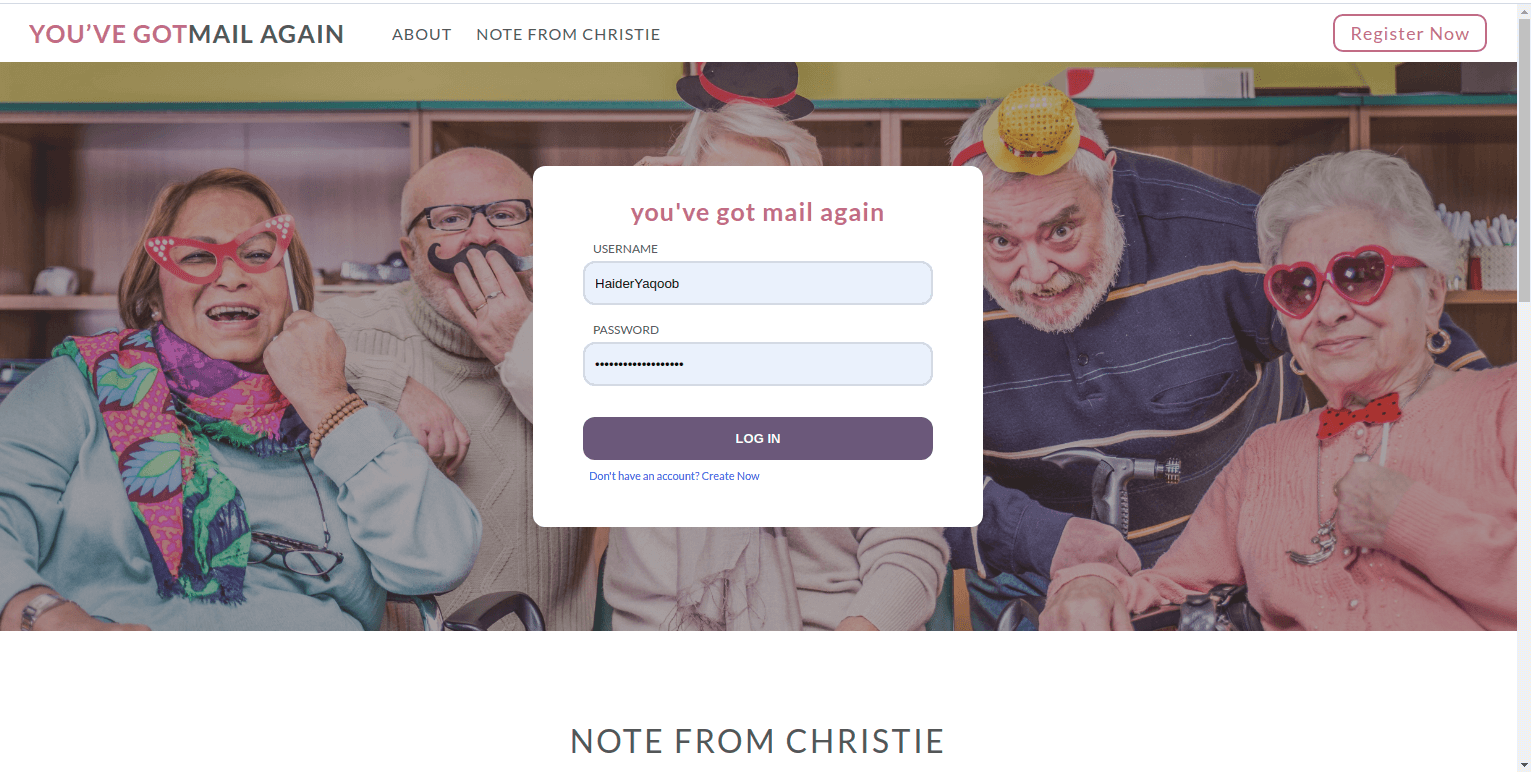 YOU’VE GOTMAIL AGAIN ABOUT NOTE FROM CHRISTIE Register Now
you've got mail again
USERNAME
HaiderYaqoob
PASSWORD
••••••••••••••••••
LOG IN
Don't have an account? Create Now
NOTE FROM CHRISTIE